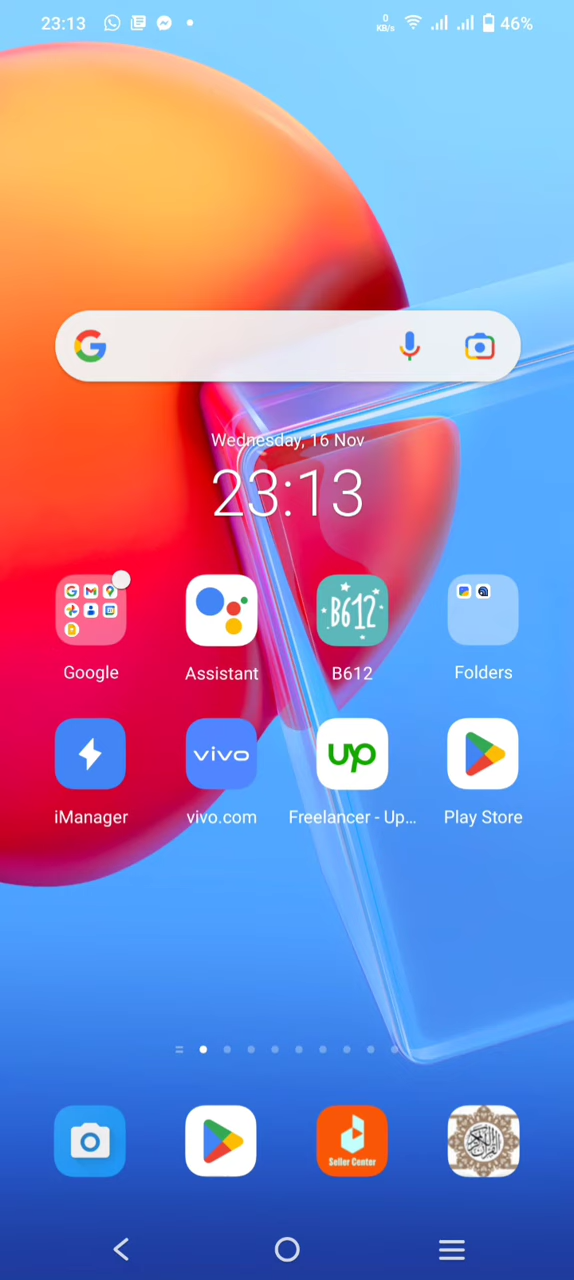 23:13
0
KB/s
46%
Wednesday, 16 Nov
23:13
B612
Google
Assistant
B612
Folders
vivo
up
iManager
vivo.com
Freelancer - Up...
Play Store
Seller Center